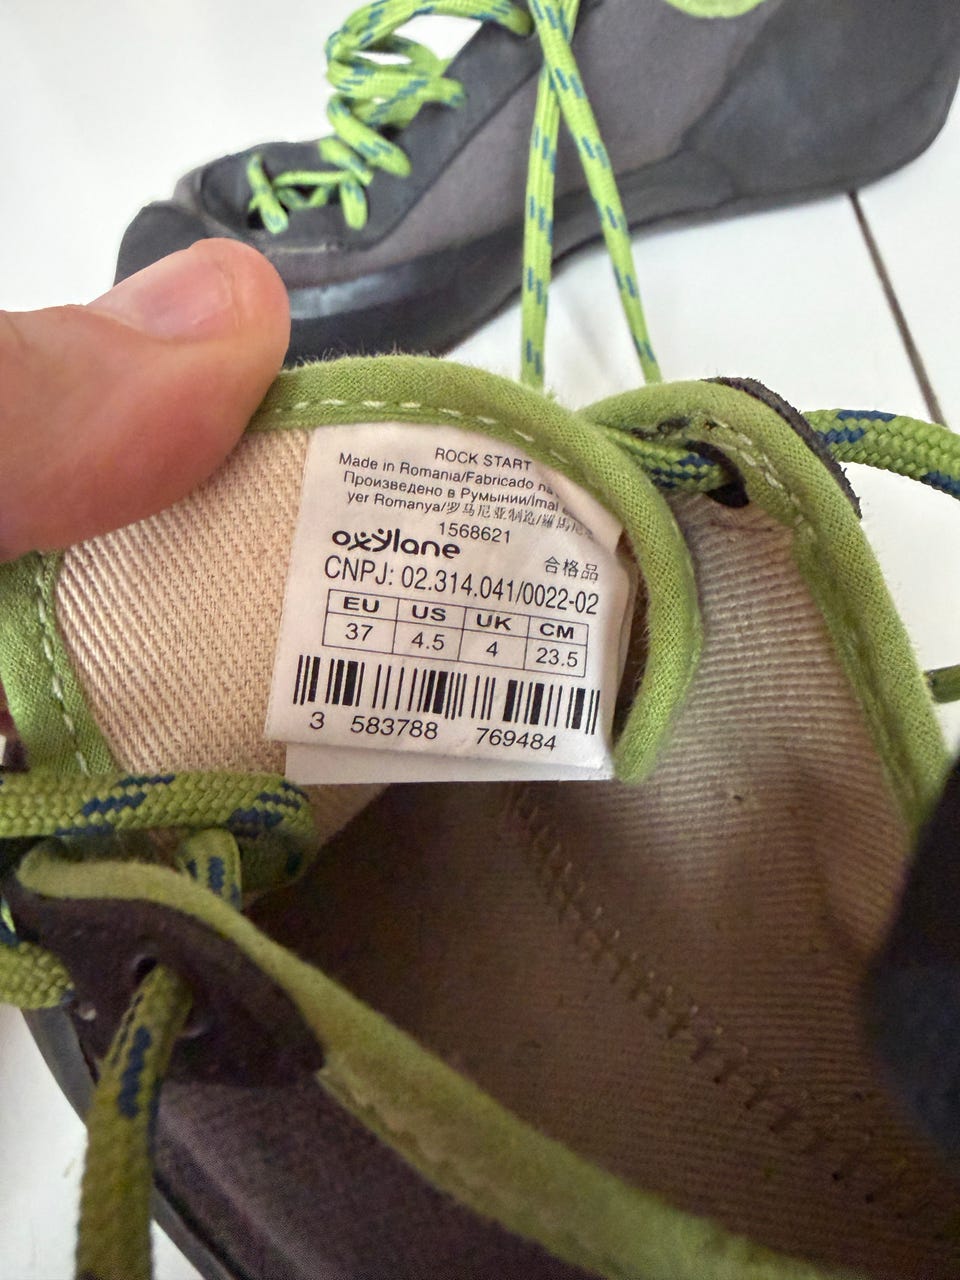 ROCK START
Made in Romania/Fabricado na
Произведено в Румынии/Imal
yer Romanya/罗马尼亚制造/羅馬尼
1568621
oxylane
合格品
CNPJ: 02.314.041/0022-02
EU US UK CM
37 4.5 4 23.5
3 583788 769484